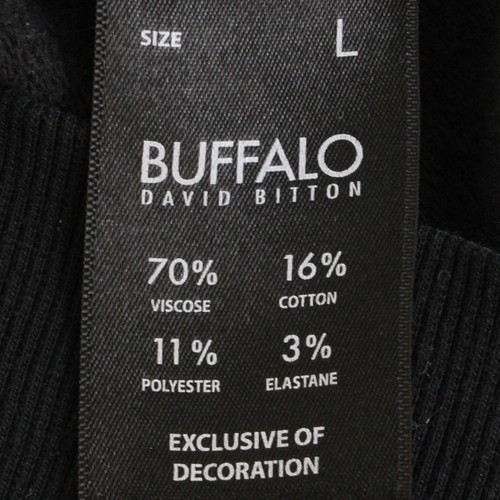 SIZE L
BUFFALO
DAVID BITTON
70% 16%
VISCOSE COTTON
11% 3%
POLYESTER ELASTANE
EXCLUSIVE OF
DECORATION